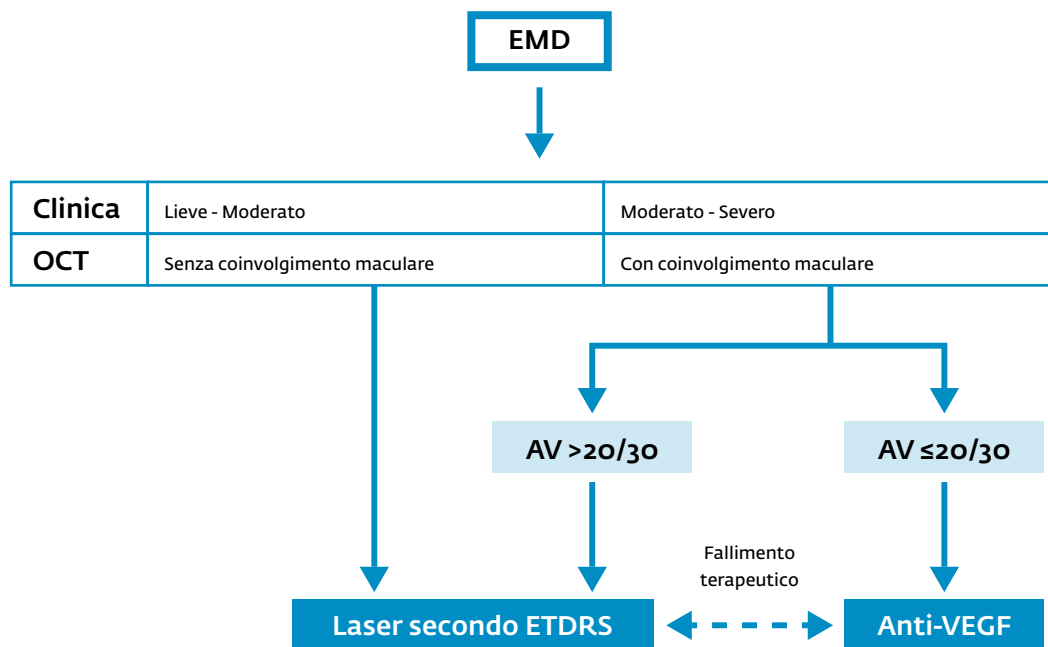 EMD
Clinica
Lieve - Moderato
Moderato - Severo
OCT
Senza coinvolgimento maculare
Con coinvolgimento maculare
AV >20/30
AV ≤20/30
Fallimento
terapeutico
Laser secondo ETDRS
Anti-VEGF